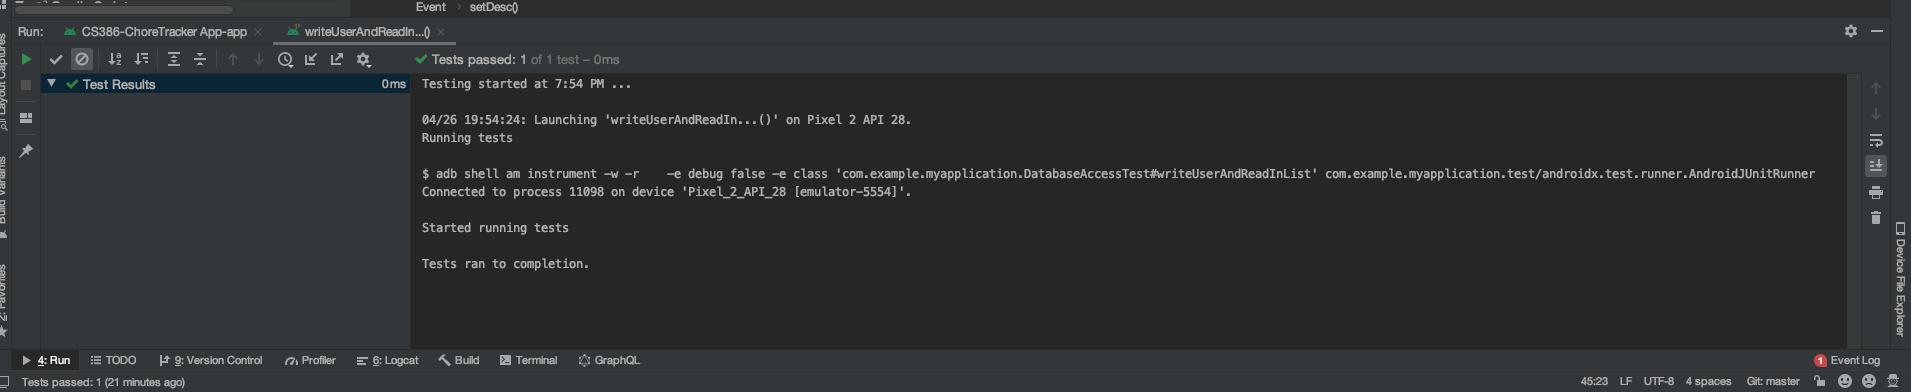 Event › setDesc()
Run: CS386-ChoreTracker App-app × writeUserAndReadIn...() ×
Tests passed: 1 of 1 test – 0ms
Test Results 0ms
Testing started at 7:54 PM ...
04/26 19:54:24: Launching 'writeUserAndReadIn...()' on Pixel 2 API 28.
Running tests
$ adb shell am instrument -w -r    -e debug false -e class 'com.example.myapplication.DatabaseAccessTest#writeUserAndReadInList' com.example.myapplication.test/androidx.test.runner.AndroidJUnitRunner
Connected to process 11098 on device 'Pixel_2_API_28 [emulator-5554]'.
Started running tests
Tests ran to completion.
Layout Captures
Build Variants
2: Favorites
Device File Explorer
4: Run TODO 9: Version Control Profiler 6: Logcat Build Terminal GraphQL 1 Event Log
Tests passed: 1 (21 minutes ago) 45:23 LF UTF-8 4 spaces Git: master